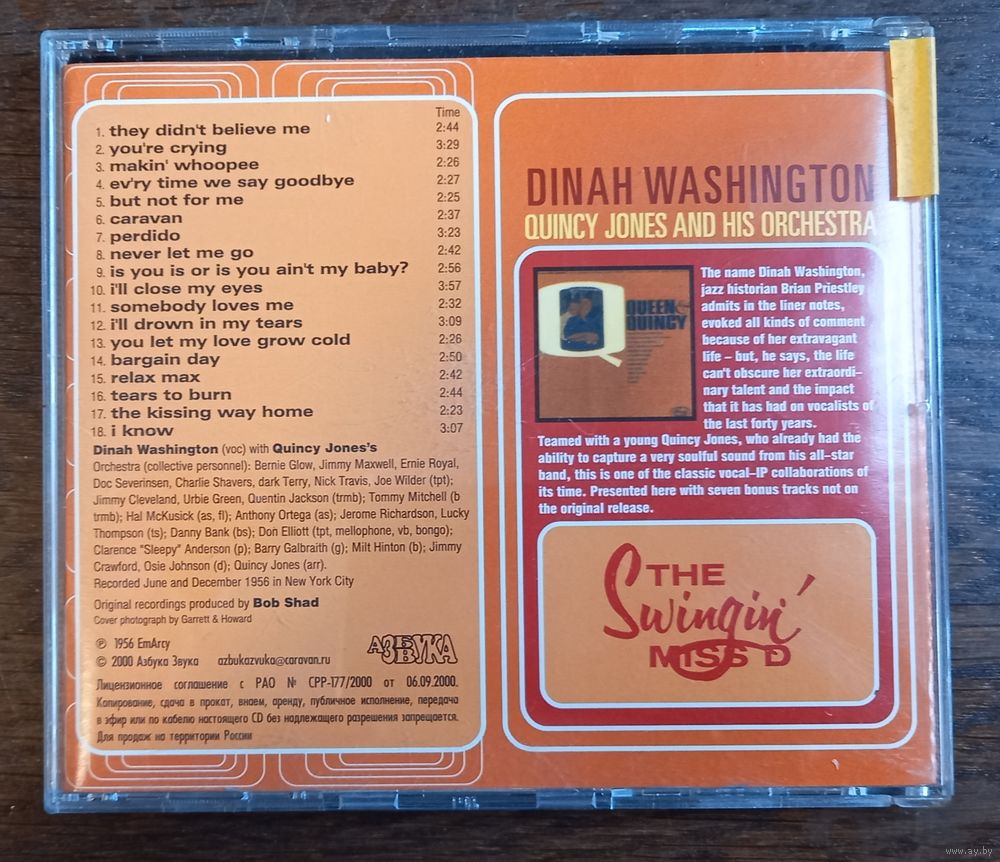 Time
1. they didn't believe me 2:44
2. you're crying 3:29
3. makin' whoopee 2:26
4. ev'ry time we say goodbye 2:27
5. but not for me 2:25
6. caravan 2:37
7. perdido 3:23
8. never let me go 2:42
9. is you is or is you ain't my baby? 2:56
10. i'll close my eyes 3:57
11. somebody loves me 2:32
12. i'll drown in my tears 3:09
13. you let my love grow cold 2:26
14. bargain day 2:50
15. relax max 2:42
16. tears to burn 2:44
17. the kissing way home 2:23
18. i know 3:07
Dinah Washington (voc) with Quincy Jones's
Orchestra (collective personnel): Bernie Glow, Jimmy Maxwell, Ernie Royal,
Doc Severinsen, Charlie Shavers, dark Terry, Nick Travis, Joe Wilder (tpt);
Jimmy Cleveland, Urbie Green, Quentin Jackson (trmb); Tommy Mitchell (b
trmb); Hal McKusick (as, fl); Anthony Ortega (as); Jerome Richardson, Lucky
Thompson (ts); Danny Bank (bs); Don Elliott (tpt, mellophone, vb, bongo);
Clarence "Sleepy" Anderson (p); Barry Galbraith (g); Milt Hinton (b); Jimmy
Crawford, Osie Johnson (d); Quincy Jones (arr).
Recorded June and December 1956 in New York City
Original recordings produced by Bob Shad
Cover photograph by Garrett & Howard
℗ 1956 EmArcy
© 2000 Азбука Звука azbukazvuka@caravan.ru
АЗБУКА
ЗВУКА
Лицензионное соглашение с РАО № СРР-177/2000 от 06.09.2000.
Копирование, сдача в прокат, внаем, аренду, публичное исполнение, передача
в эфир или по кабелю настоящего CD без надлежащего разрешения запрещается.
Для продаж на территории России
DINAH WASHINGTON
QUINCY JONES AND HIS ORCHESTRA
QUEEN &
QUINCY
The name Dinah Washington,
jazz historian Brian Priestley
admits in the liner notes,
evoked all kinds of comment
because of her extravagant
life – but, he says, the life
can't obscure her extraordi-
nary talent and the impact
that it has had on vocalists of
the last forty years.
Teamed with a young Quincy Jones, who already had the
ability to capture a very soulful sound from his all-star
band, this is one of the classic vocal-IP collaborations of
its time. Presented here with seven bonus tracks not on
the original release.
THE
Swingin'
MISS D
www.ay.by